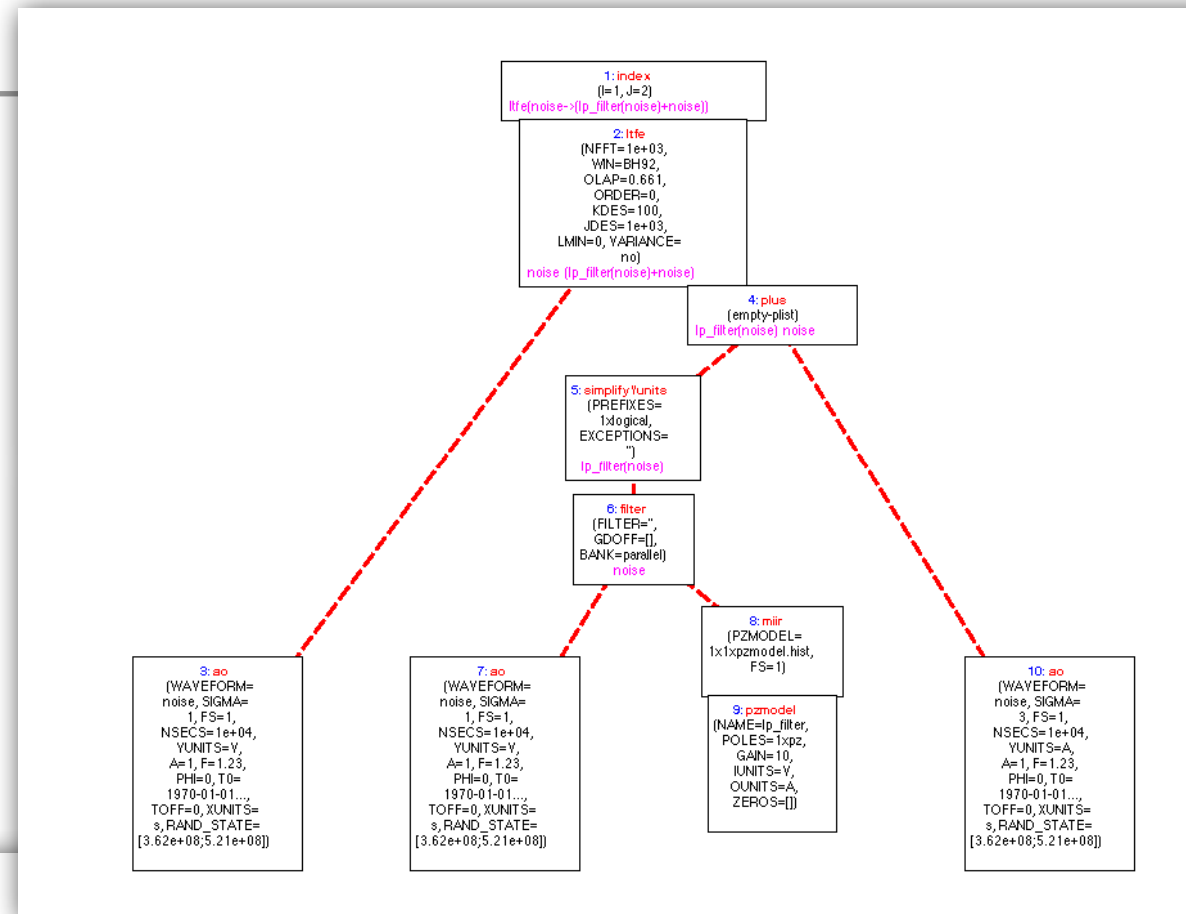 1: index
(I=1, J=2)
ltfe(noise->(lp_filter(noise)+noise))
2: ltfe
(NFFT=1e+03,
WIN=BH92,
OLAP=0.661,
ORDER=0,
KDES=100,
JDES=1e+03,
LMIN=0, VARIANCE=
no)
noise (lp_filter(noise)+noise)
4: plus
(empty-plist)
lp_filter(noise) noise
5: simplifyYunits
(PREFIXES=
1xlogical,
EXCEPTIONS=
'')
lp_filter(noise)
6: filter
(FILTER='',
GDOFF=[],
BANK=parallel)
noise
8: miir
(PZMODEL=
1x1xpzmodel.hist,
FS=1)
3: ao
(WAVEFORM=
noise, SIGMA=
1, FS=1,
NSECS=1e+04,
YUNITS=V,
A=1, F=1.23,
PHI=0, T0=
1970-01-01...,
TOFF=0, XUNITS=
s, RAND_STATE=
[3.62e+08;5.21e+08])
7: ao
(WAVEFORM=
noise, SIGMA=
1, FS=1,
NSECS=1e+04,
YUNITS=V,
A=1, F=1.23,
PHI=0, T0=
1970-01-01...,
TOFF=0, XUNITS=
s, RAND_STATE=
[3.62e+08;5.21e+08])
9: pzmodel
(NAME=lp_filter,
POLES=1xpz,
GAIN=10,
IUNITS=V,
OUNITS=A,
ZEROS=[])
10: ao
(WAVEFORM=
noise, SIGMA=
3, FS=1,
NSECS=1e+04,
YUNITS=A,
A=1, F=1.23,
PHI=0, T0=
1970-01-01...,
TOFF=0, XUNITS=
s, RAND_STATE=
[3.62e+08;5.21e+08])